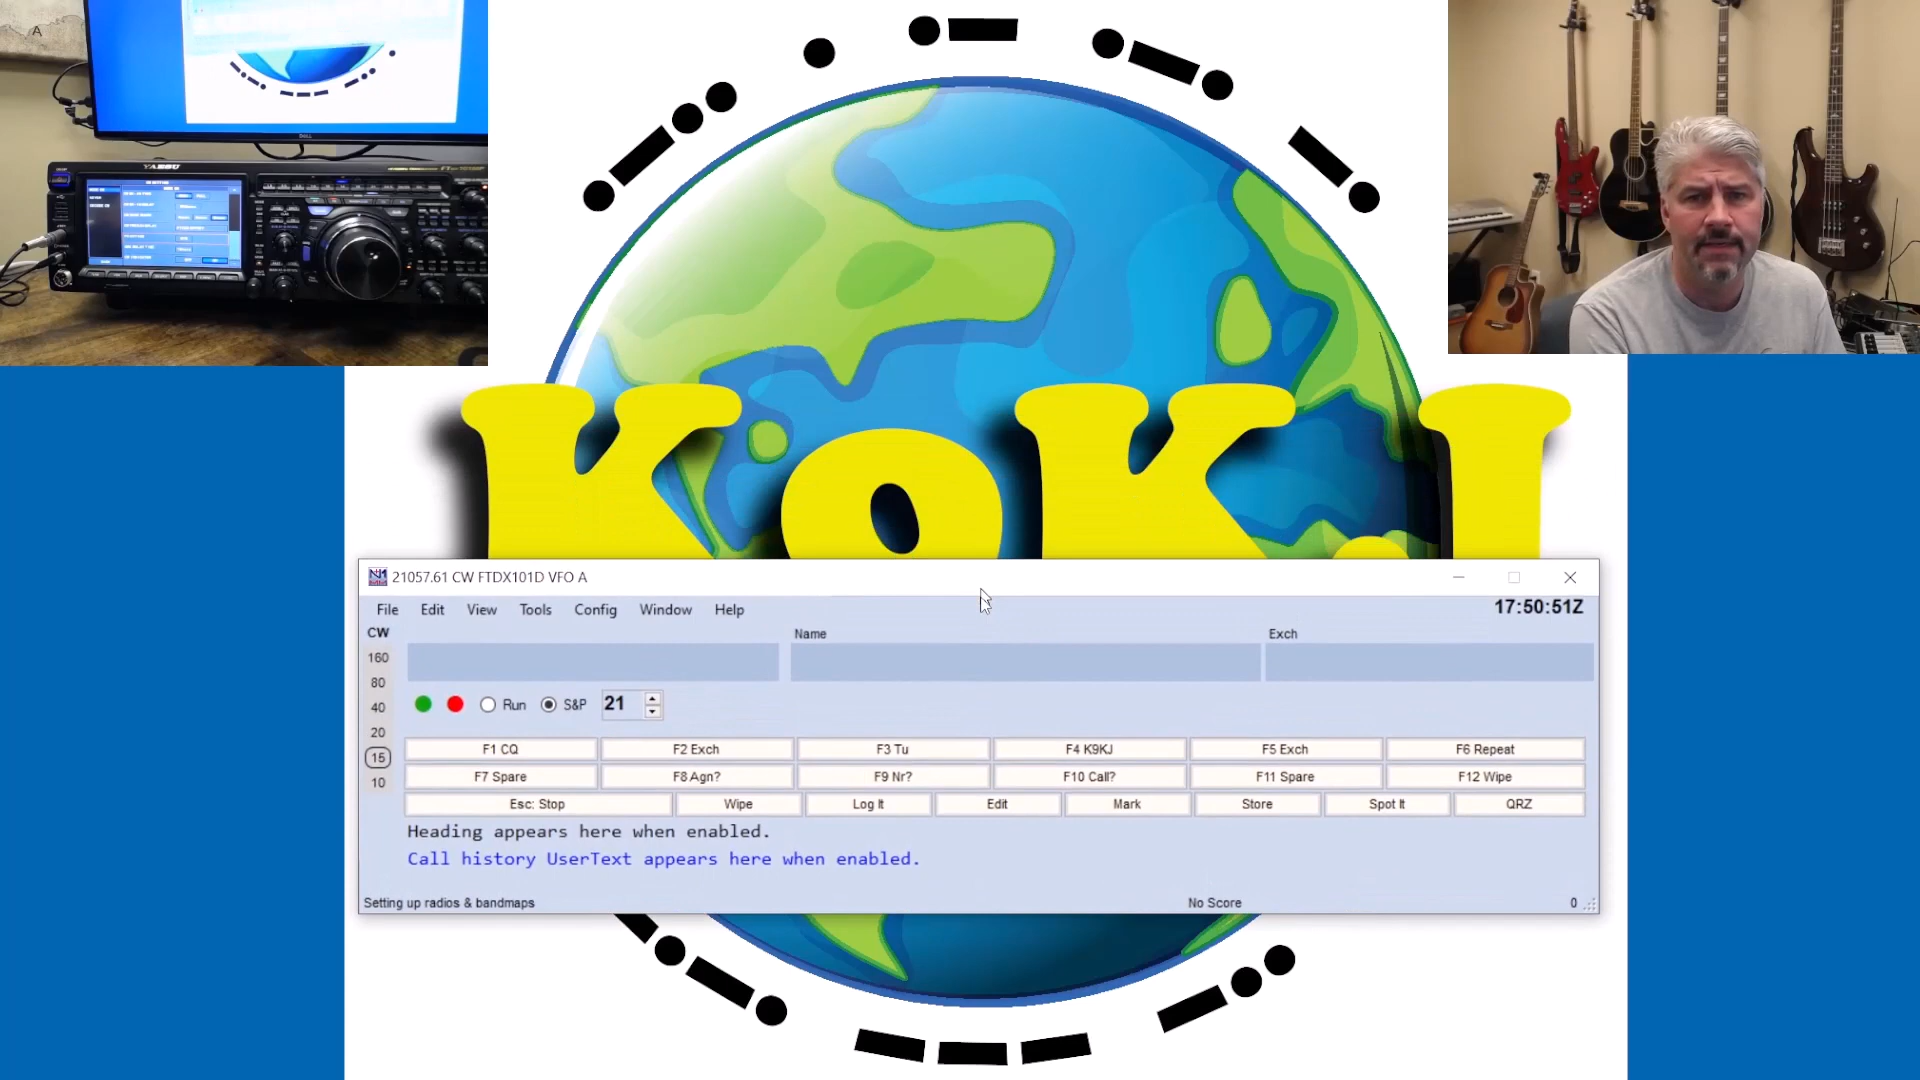 A
DELL
YAESU
KoKJ
21057.61 CW FTDX101D VFO A
File Edit View Tools Config Window Help
17:50:51Z
CW
Name
Exch
160
80
40
20
15
10
Run
S&P
21
F1 CQ
F2 Exch
F3 Tu
F4 K9KJ
F5 Exch
F6 Repeat
F7 Spare
F8 Agn?
F9 Nr?
F10 Call?
F11 Spare
F12 Wipe
Esc: Stop
Wipe
Log It
Edit
Mark
Store
Spot It
QRZ
Heading appears here when enabled.
Call history UserText appears here when enabled.
Setting up radios & bandmaps
No Score
0